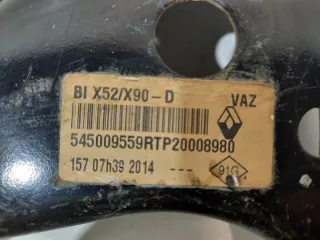 BI X52/X90-D VAZ
545009559RTP20008980
157 07h39 2014 --- 91G